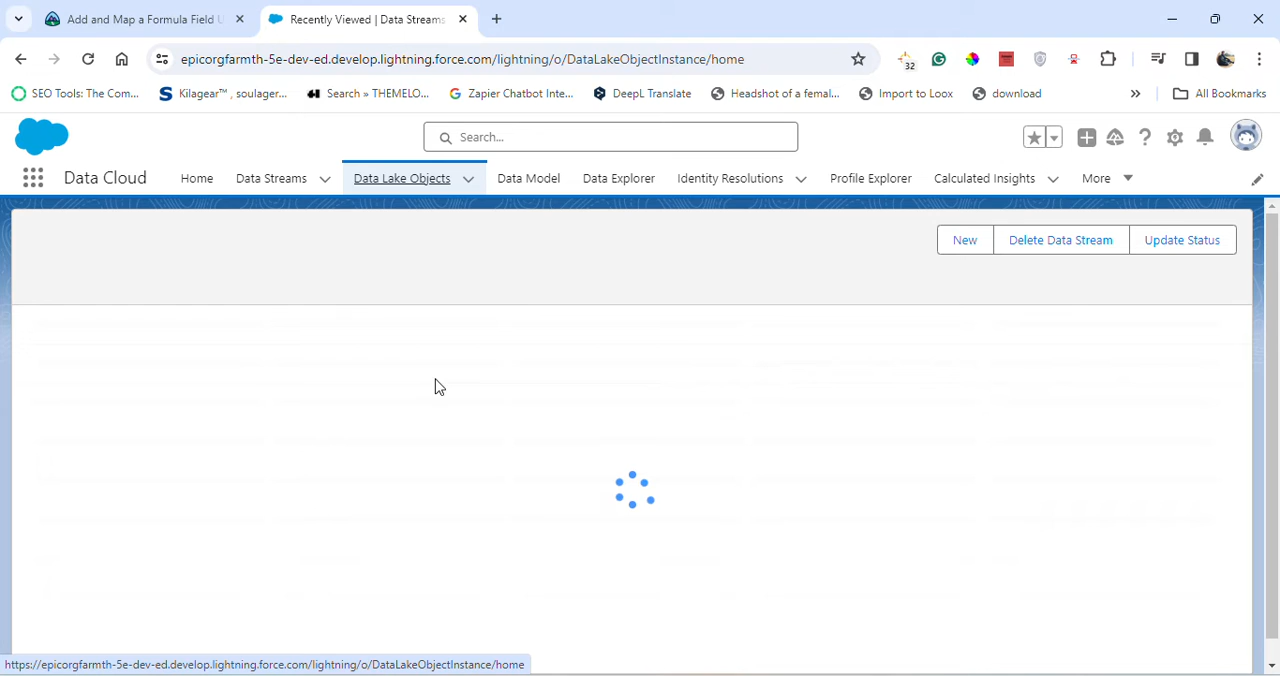 Add and Map a Formula Field U
Recently Viewed | Data Streams
epicorgfarmth-5e-dev-ed.develop.lightning.force.com/lightning/o/DataLakeObjectInstance/home
32
SEO Tools: The Com...
Kilagear™ , soulager...
Search » THEMELO...
Zapier Chatbot Inte...
DeepL Translate
Headshot of a femal...
Import to Loox
download
All Bookmarks
Search...
Data Cloud
Home
Data Streams
Data Lake Objects
Data Model
Data Explorer
Identity Resolutions
Profile Explorer
Calculated Insights
More
New
Delete Data Stream
Update Status
https://epicorgfarmth-5e-dev-ed.develop.lightning.force.com/lightning/o/DataLakeObjectInstance/home